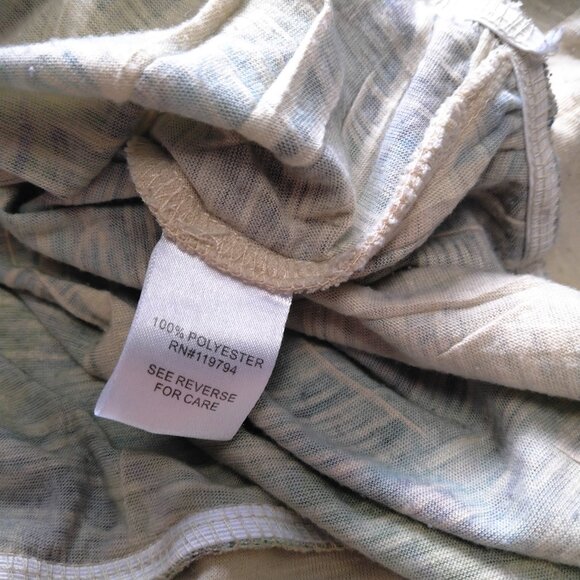 100% POLYESTER
RN#119794
SEE REVERSE
FOR CARE